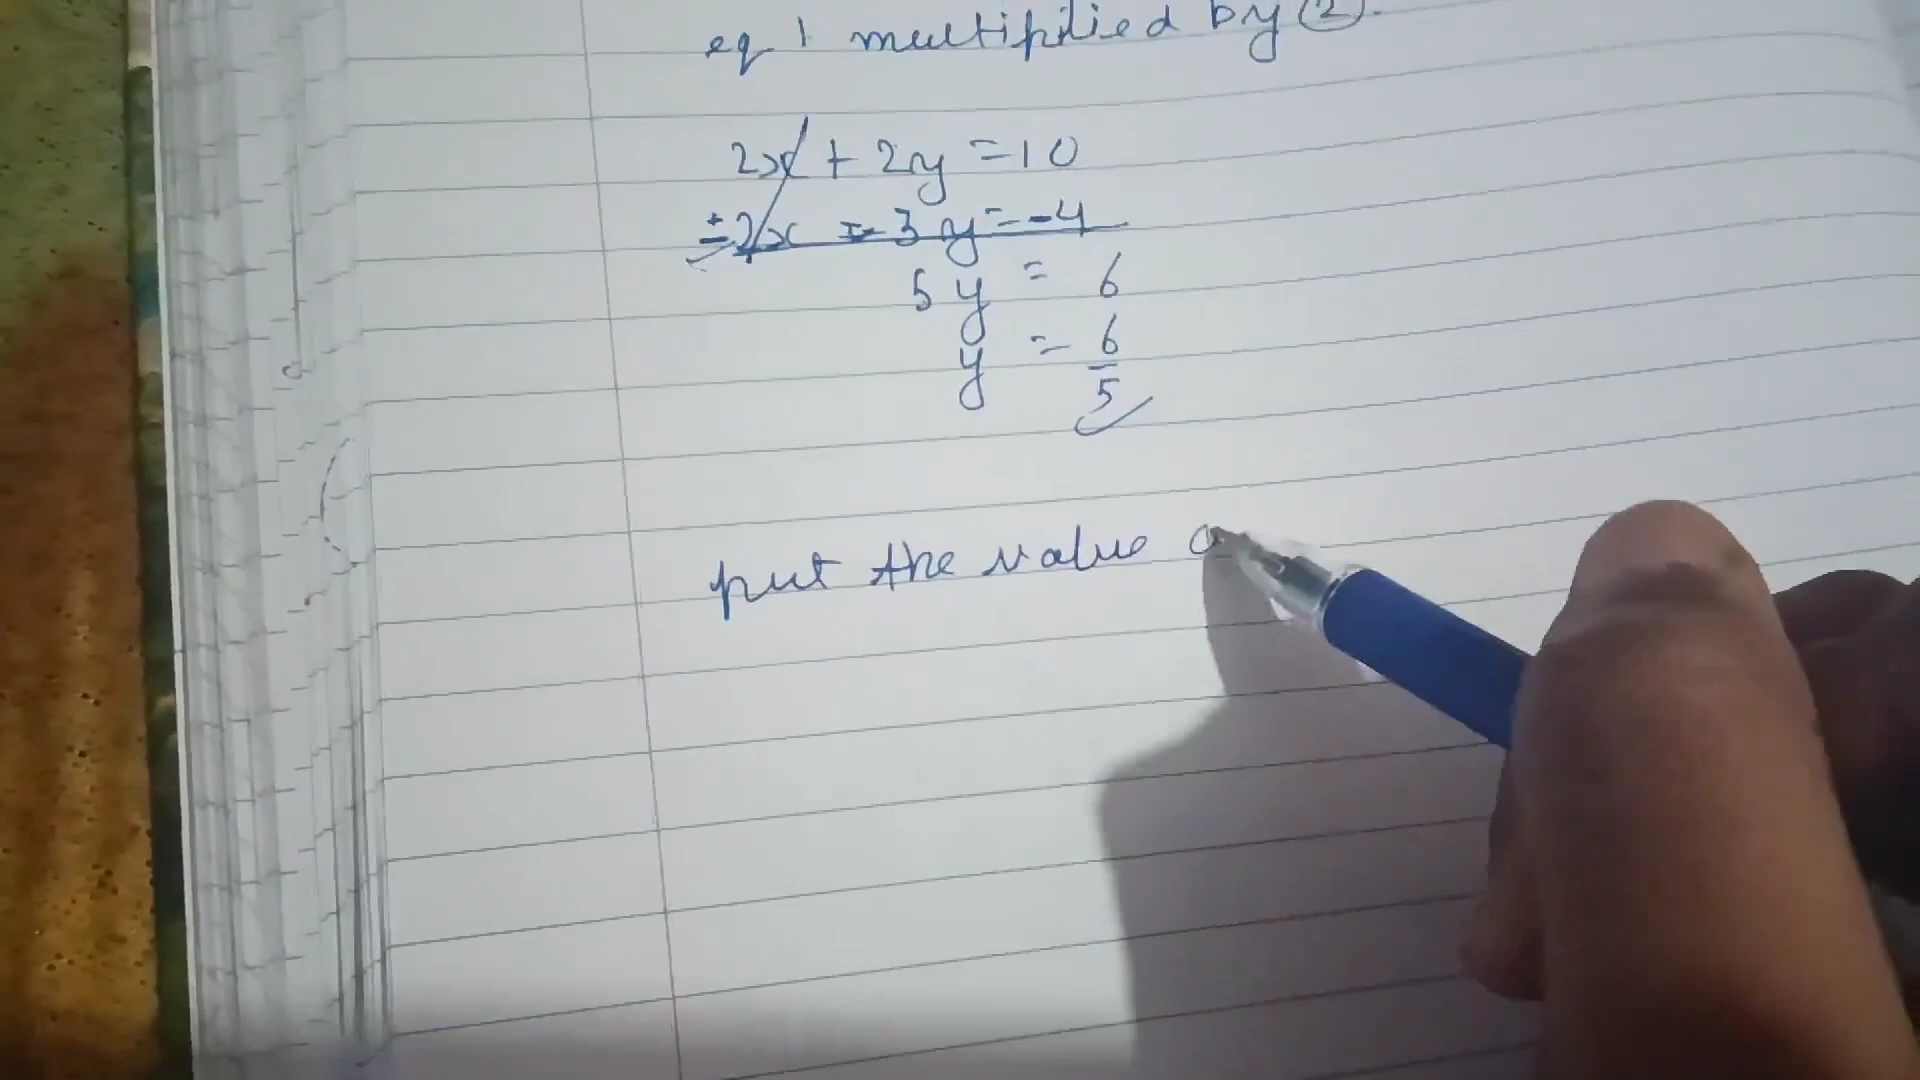 eq 1 multiplied by ②.
2x + 2y = 10
2x - 3y = -4
5y = 6
y = 6/5
put the value